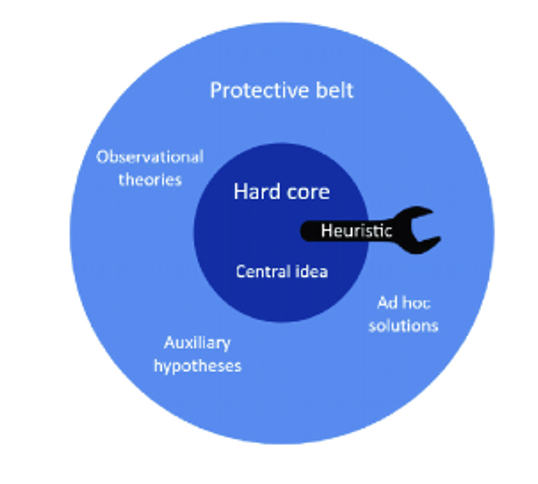 Protective belt
Observational
theories
Hard core
Heuristic
Central idea
Ad hoc
solutions
Auxiliary
hypotheses